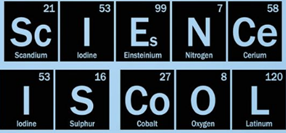 21 53 99 7 58
Sc I Es N Ce
Scandium Iodine Einsteinium Nitrogen Cerium
53 16 27 8 120
I S Co O L
Iodine Sulphur Cobalt Oxygen Latinum